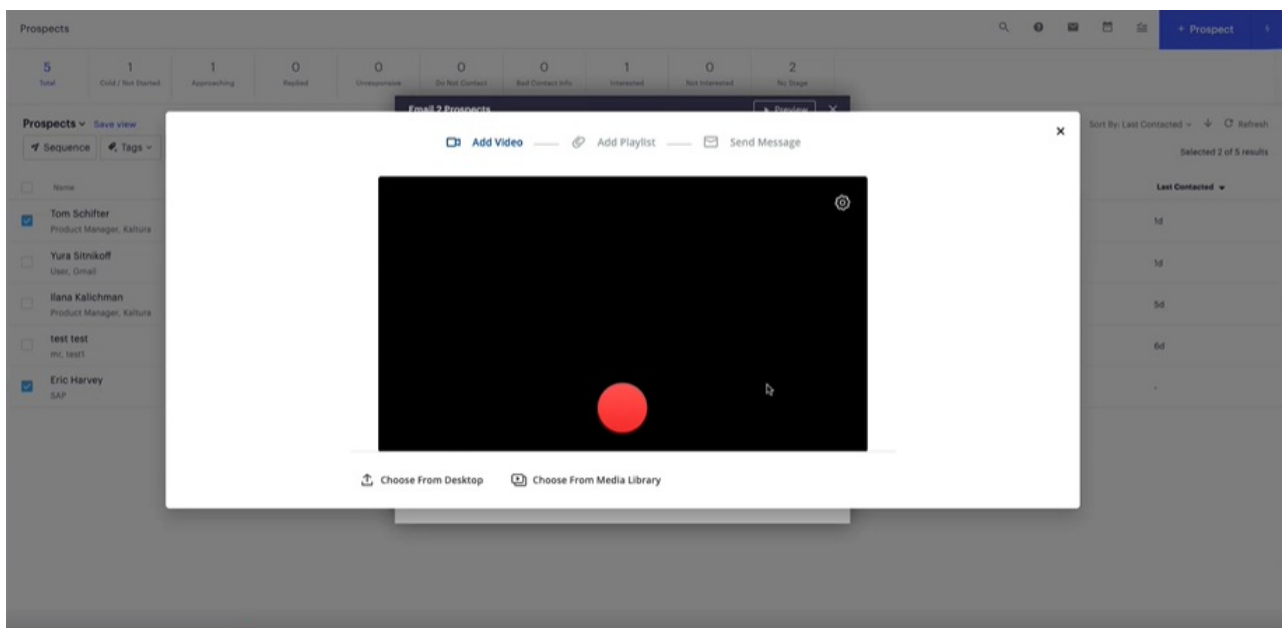 Prospects
+ Prospect
5 1 1 0 0 0 0 1 0 2
Total Cold / Not Started Approaching Replied Unresponsive Do Not Contact Bad Contact Info Interested Not Interested No Stage
Email 2 Prospects Preview
Prospects Save view
Sort By: Last Contacted Refresh
Add Video Add Playlist Send Message
Sequence Tags
Selected 2 of 5 results
Name
Last Contacted
Tom Schifter
Product Manager, Kaltura
1d
Yura Sitnikoff
User, Gmail
1d
Ilana Kalichman
Product Manager, Kaltura
5d
test test
mr, test1
6d
Eric Harvey
SAP
-
Choose From Desktop Choose From Media Library